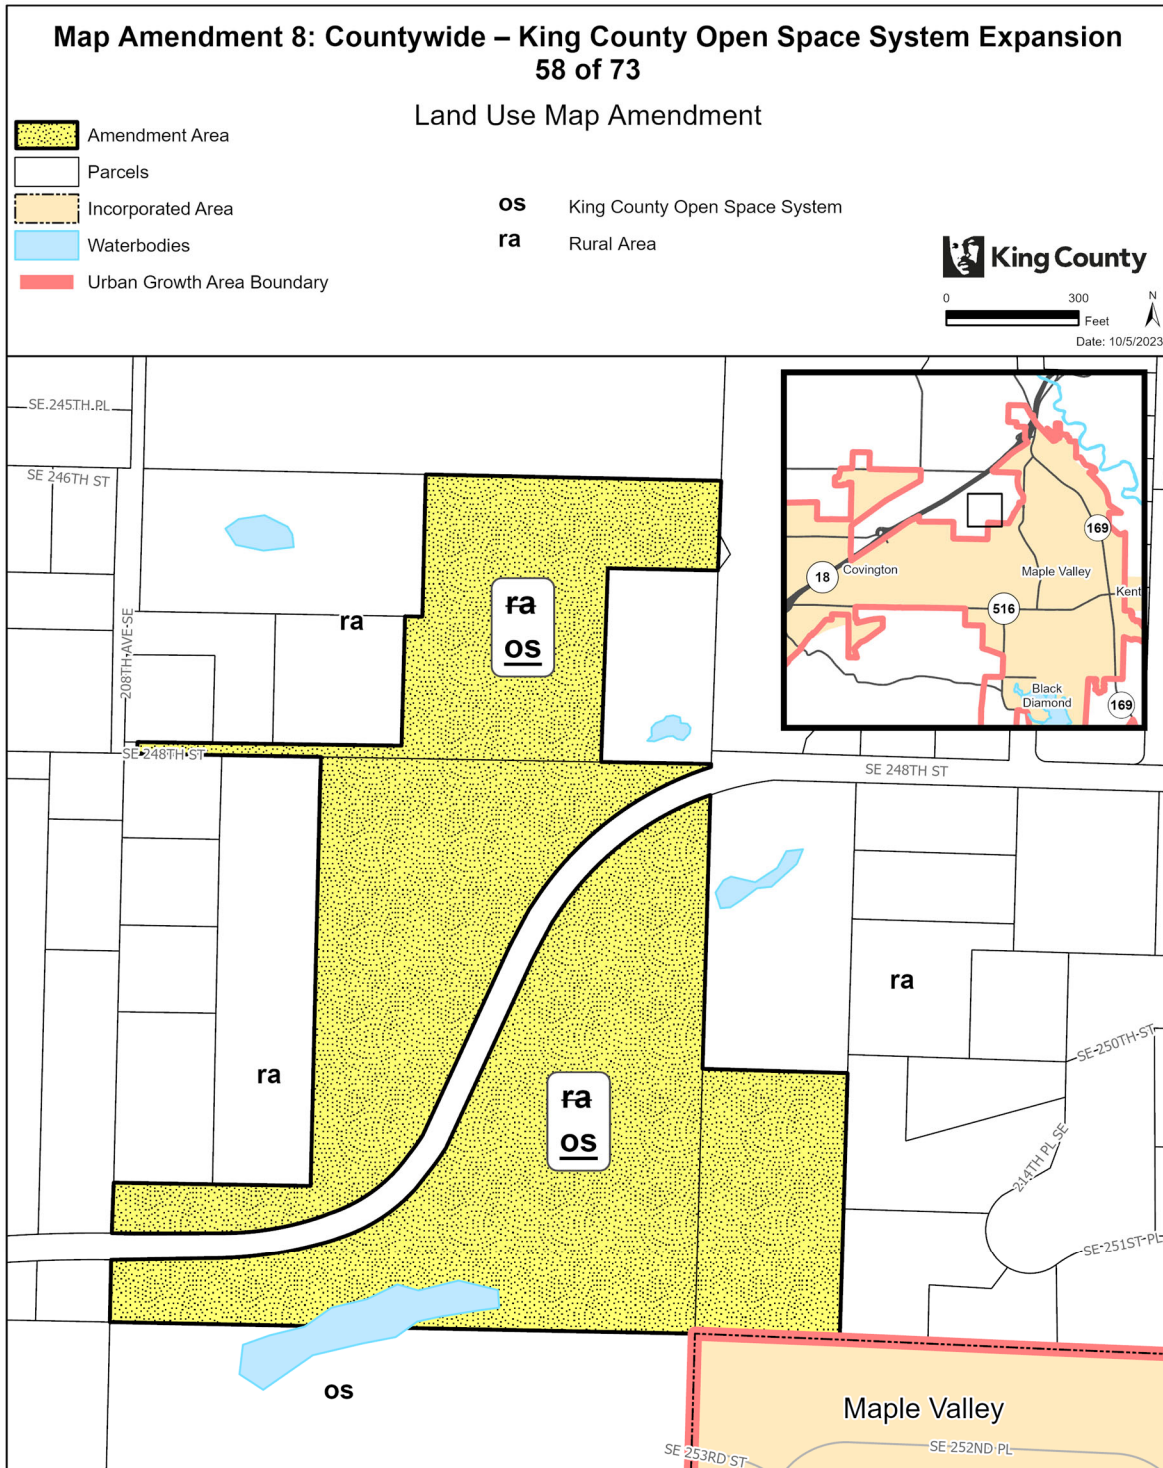 Map Amendment 8: Countywide – King County Open Space System Expansion
58 of 73
Land Use Map Amendment
Amendment Area
Parcels
Incorporated Area
Waterbodies
Urban Growth Area Boundary
os King County Open Space System
ra Rural Area
King County
0 300
Feet
N
Date: 10/5/2023
SE 245TH PL
SE 246TH ST
208TH AVE SE
ra
ra
os
SE 248TH ST
SE 248TH ST
169
18
Covington
Maple Valley
Kent
516
Black
Diamond
169
ra
ra
ra
os
SE 250TH ST
214TH PL SE
SE 251ST PL
os
Maple Valley
SE 253RD ST
SE 252ND PL